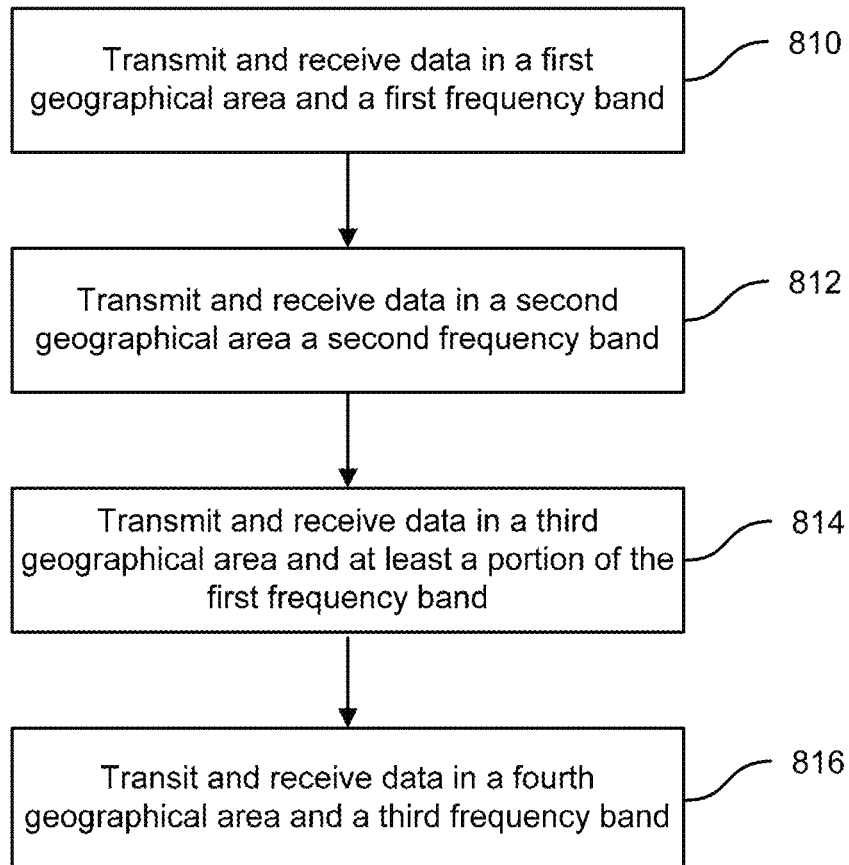 Transmit and receive data in a first
geographical area and a first frequency band
810
Transmit and receive data in a second
geographical area a second frequency band
812
Transmit and receive data in a third
geographical area and at least a portion of the
first frequency band
814
Transit and receive data in a fourth
geographical area and a third frequency band
816